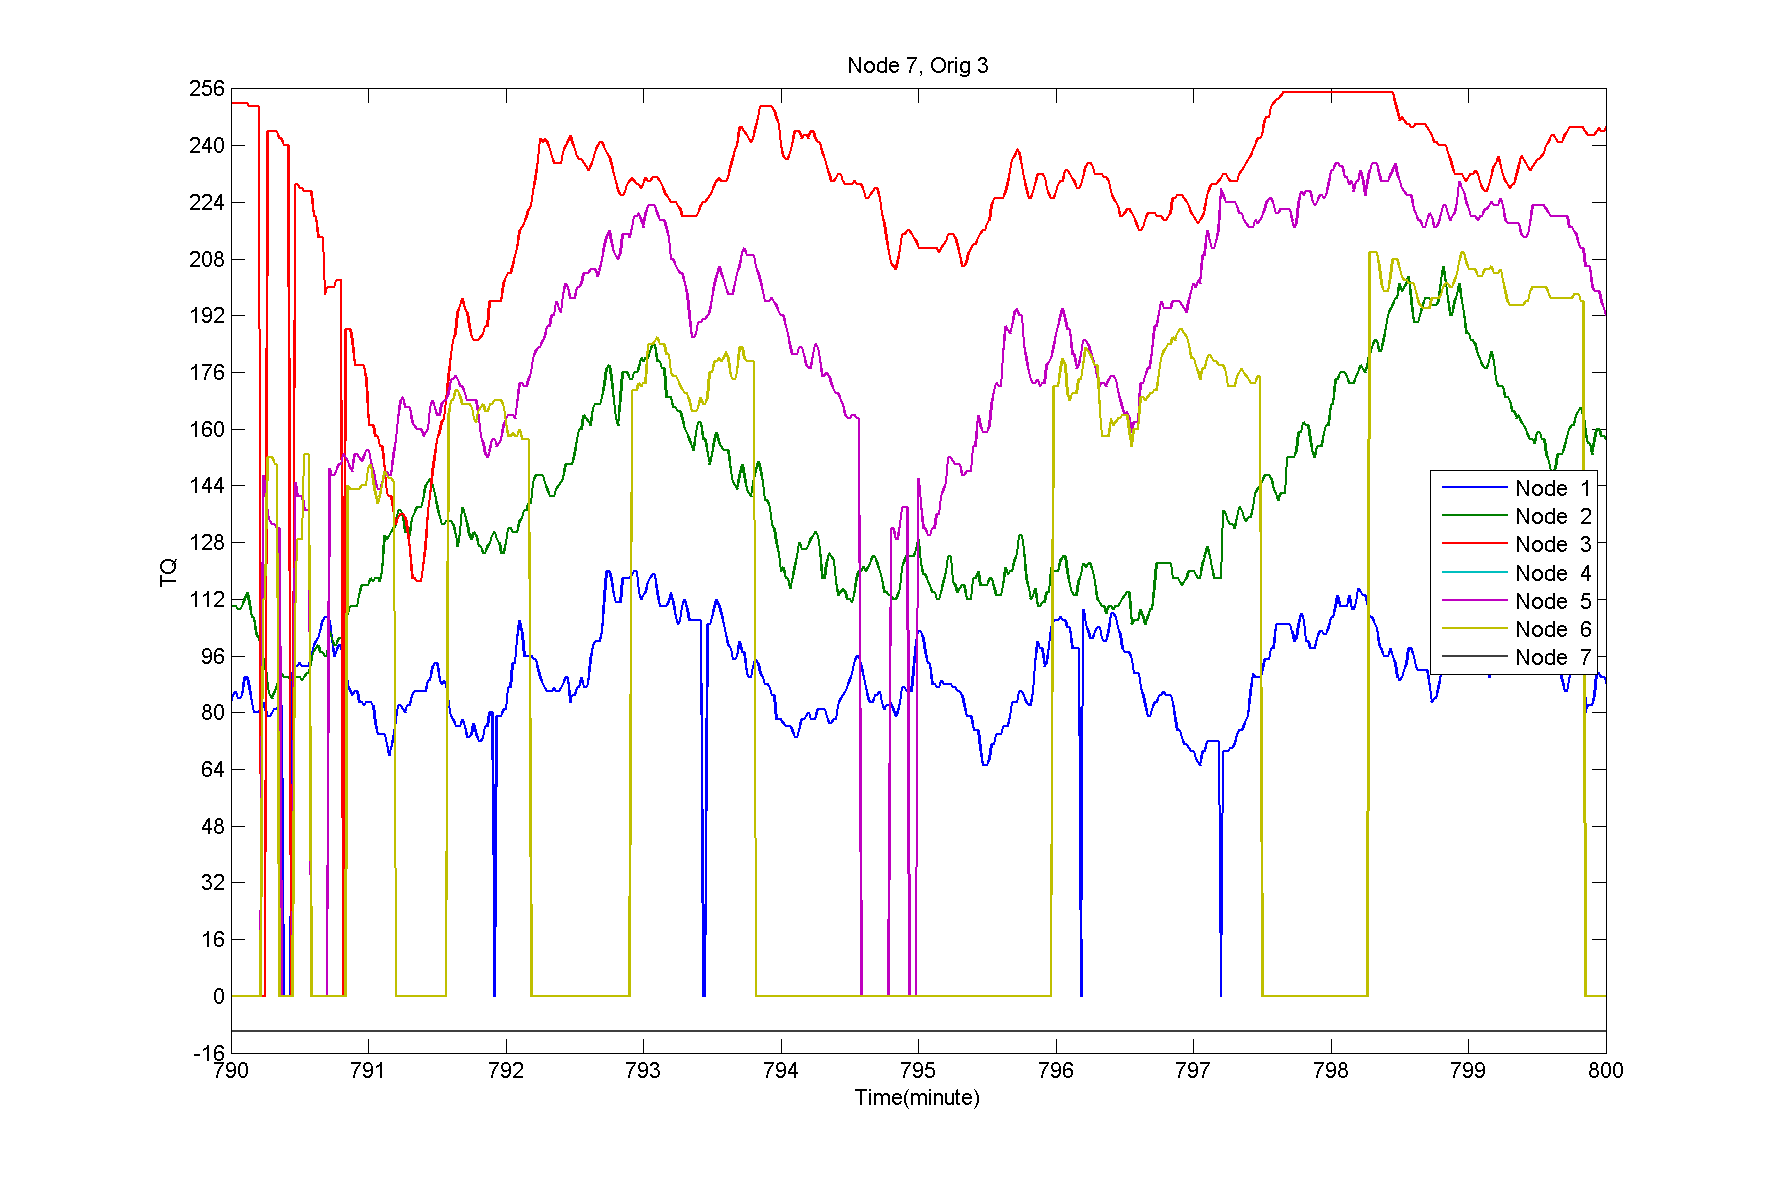 Node 7, Orig 3
256
240
224
208
192
176
160
144
128
112
96
80
64
48
32
16
0
-16
TQ
Node 1
Node 2
Node 3
Node 4
Node 5
Node 6
Node 7
790 791 792 793 794 795 796 797 798 799 800
Time(minute)